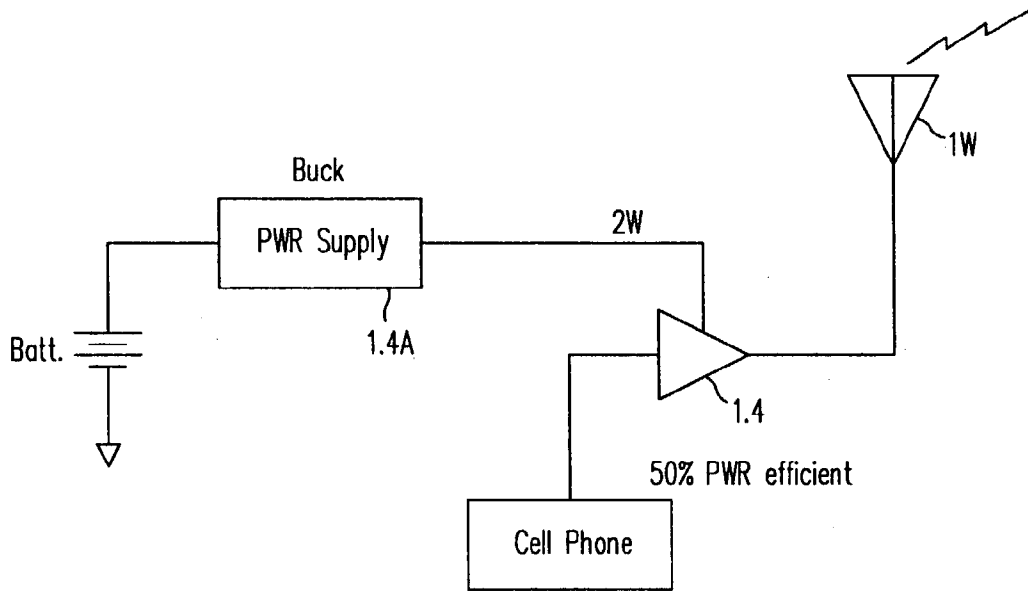 1W
Buck
PWR Supply
2W
1.4A
Batt.
1.4
50% PWR efficient
Cell Phone